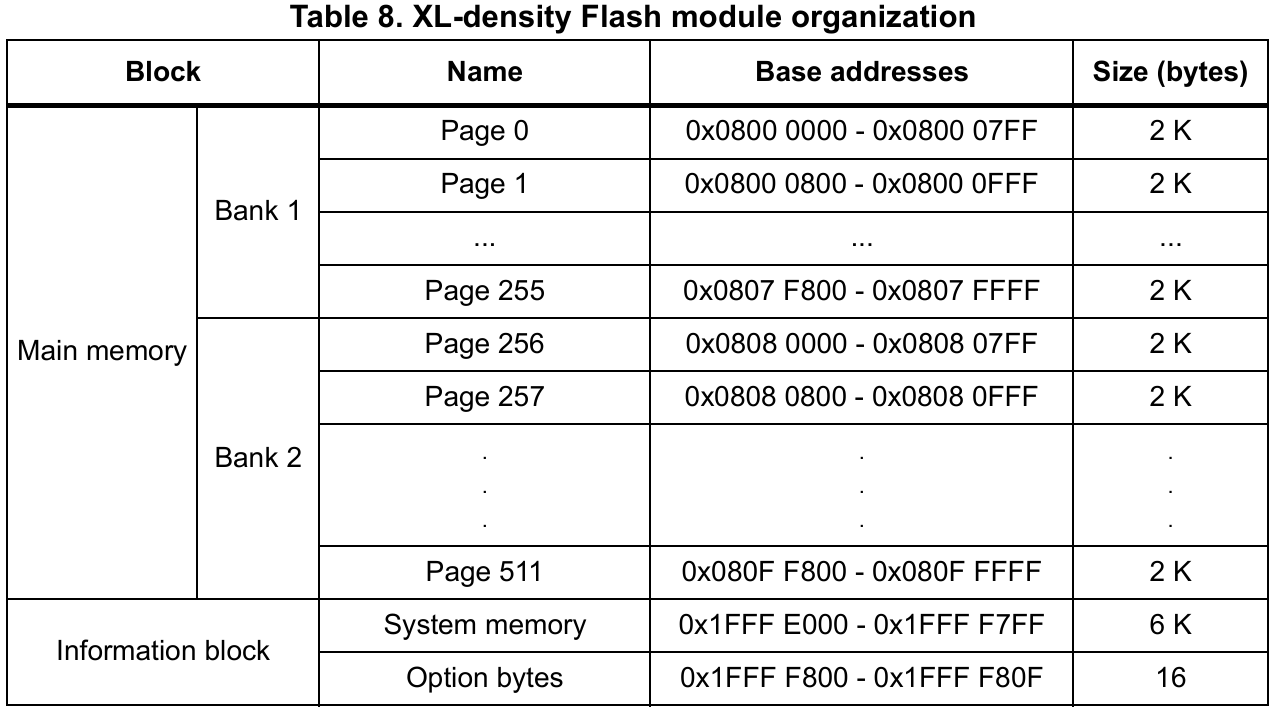 Table 8. XL-density Flash module organization
Block Name Base addresses Size (bytes)
Main memory
Bank 1
Page 0 0x0800 0000 - 0x0800 07FF 2 K
Page 1 0x0800 0800 - 0x0800 0FFF 2 K
... ... ...
Page 255 0x0807 F800 - 0x0807 FFFF 2 K
Bank 2
Page 256 0x0808 0000 - 0x0808 07FF 2 K
Page 257 0x0808 0800 - 0x0808 0FFF 2 K
. . .
. . .
. . .
Page 511 0x080F F800 - 0x080F FFFF 2 K
Information block
System memory 0x1FFF E000 - 0x1FFF F7FF 6 K
Option bytes 0x1FFF F800 - 0x1FFF F80F 16